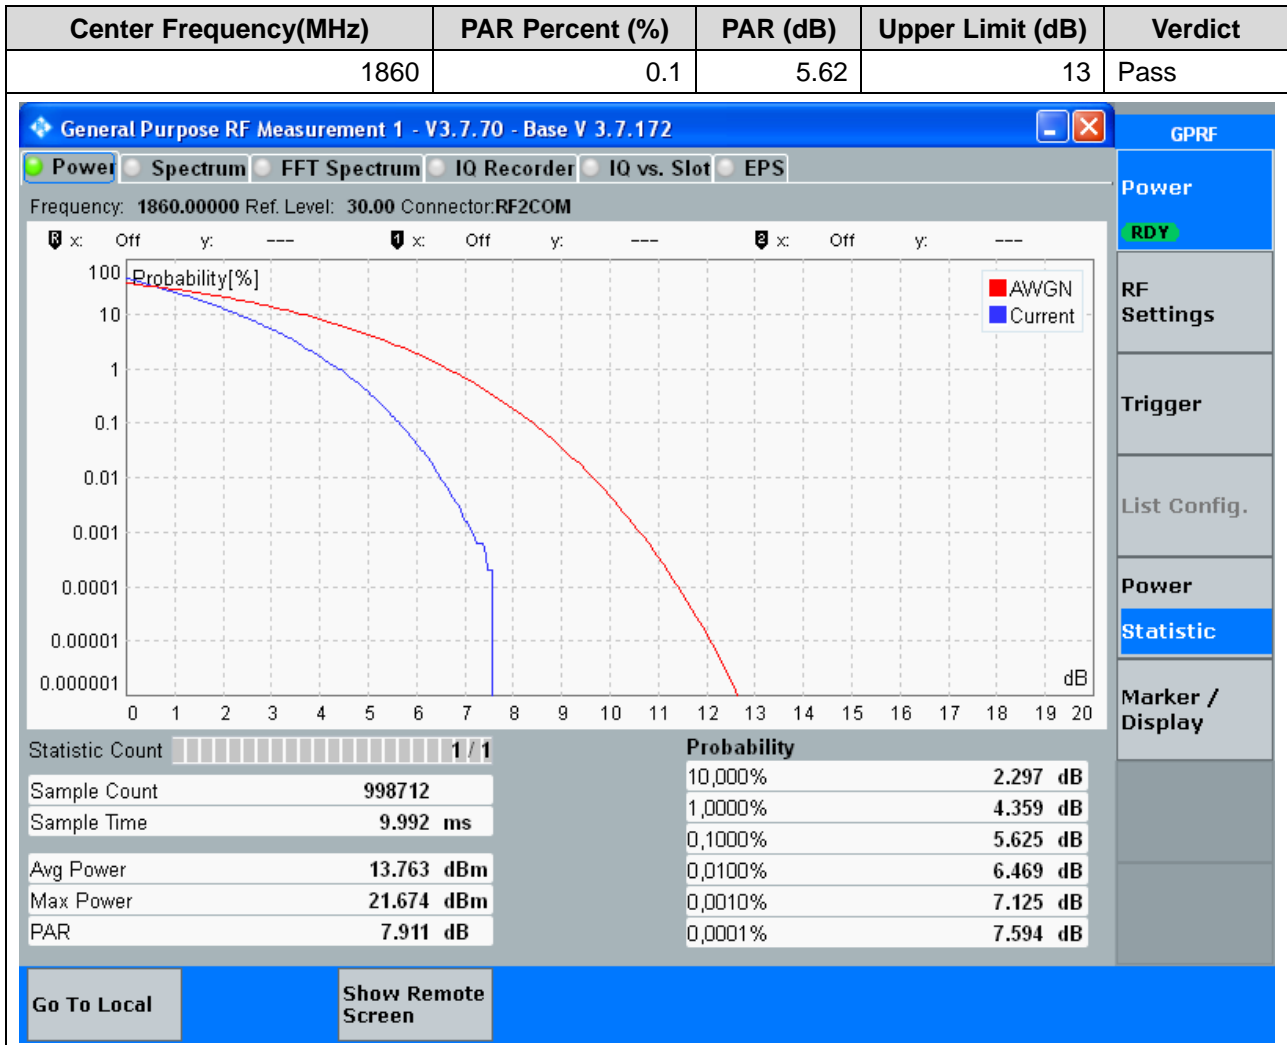 Center Frequency(MHz) PAR Percent (%) PAR (dB) Upper Limit (dB) Verdict
1860 0.1 5.62 13 Pass
General Purpose RF Measurement 1 - V3.7.70 - Base V 3.7.172
GPRF
Power Spectrum FFT Spectrum IQ Recorder IQ vs. Slot EPS
Power
RDY
Frequency: 1860.00000 Ref. Level: 30.00 Connector:RF2COM
R x: Off y: --- 1 x: Off y: --- 2 x: Off y: ---
Probability[%]
AWGN
Current
100
10
1
0.1
0.01
0.001
0.0001
0.00001
0.000001
dB
0 1 2 3 4 5 6 7 8 9 10 11 12 13 14 15 16 17 18 19 20
RF
Settings
Trigger
List Config.
Power
Statistic
Marker /
Display
Statistic Count 1 / 1
Sample Count 998712
Sample Time 9.992 ms
Avg Power 13.763 dBm
Max Power 21.674 dBm
PAR 7.911 dB
Probability
10,000% 2.297 dB
1,0000% 4.359 dB
0,1000% 5.625 dB
0,0100% 6.469 dB
0,0010% 7.125 dB
0,0001% 7.594 dB
Go To Local
Show Remote
Screen